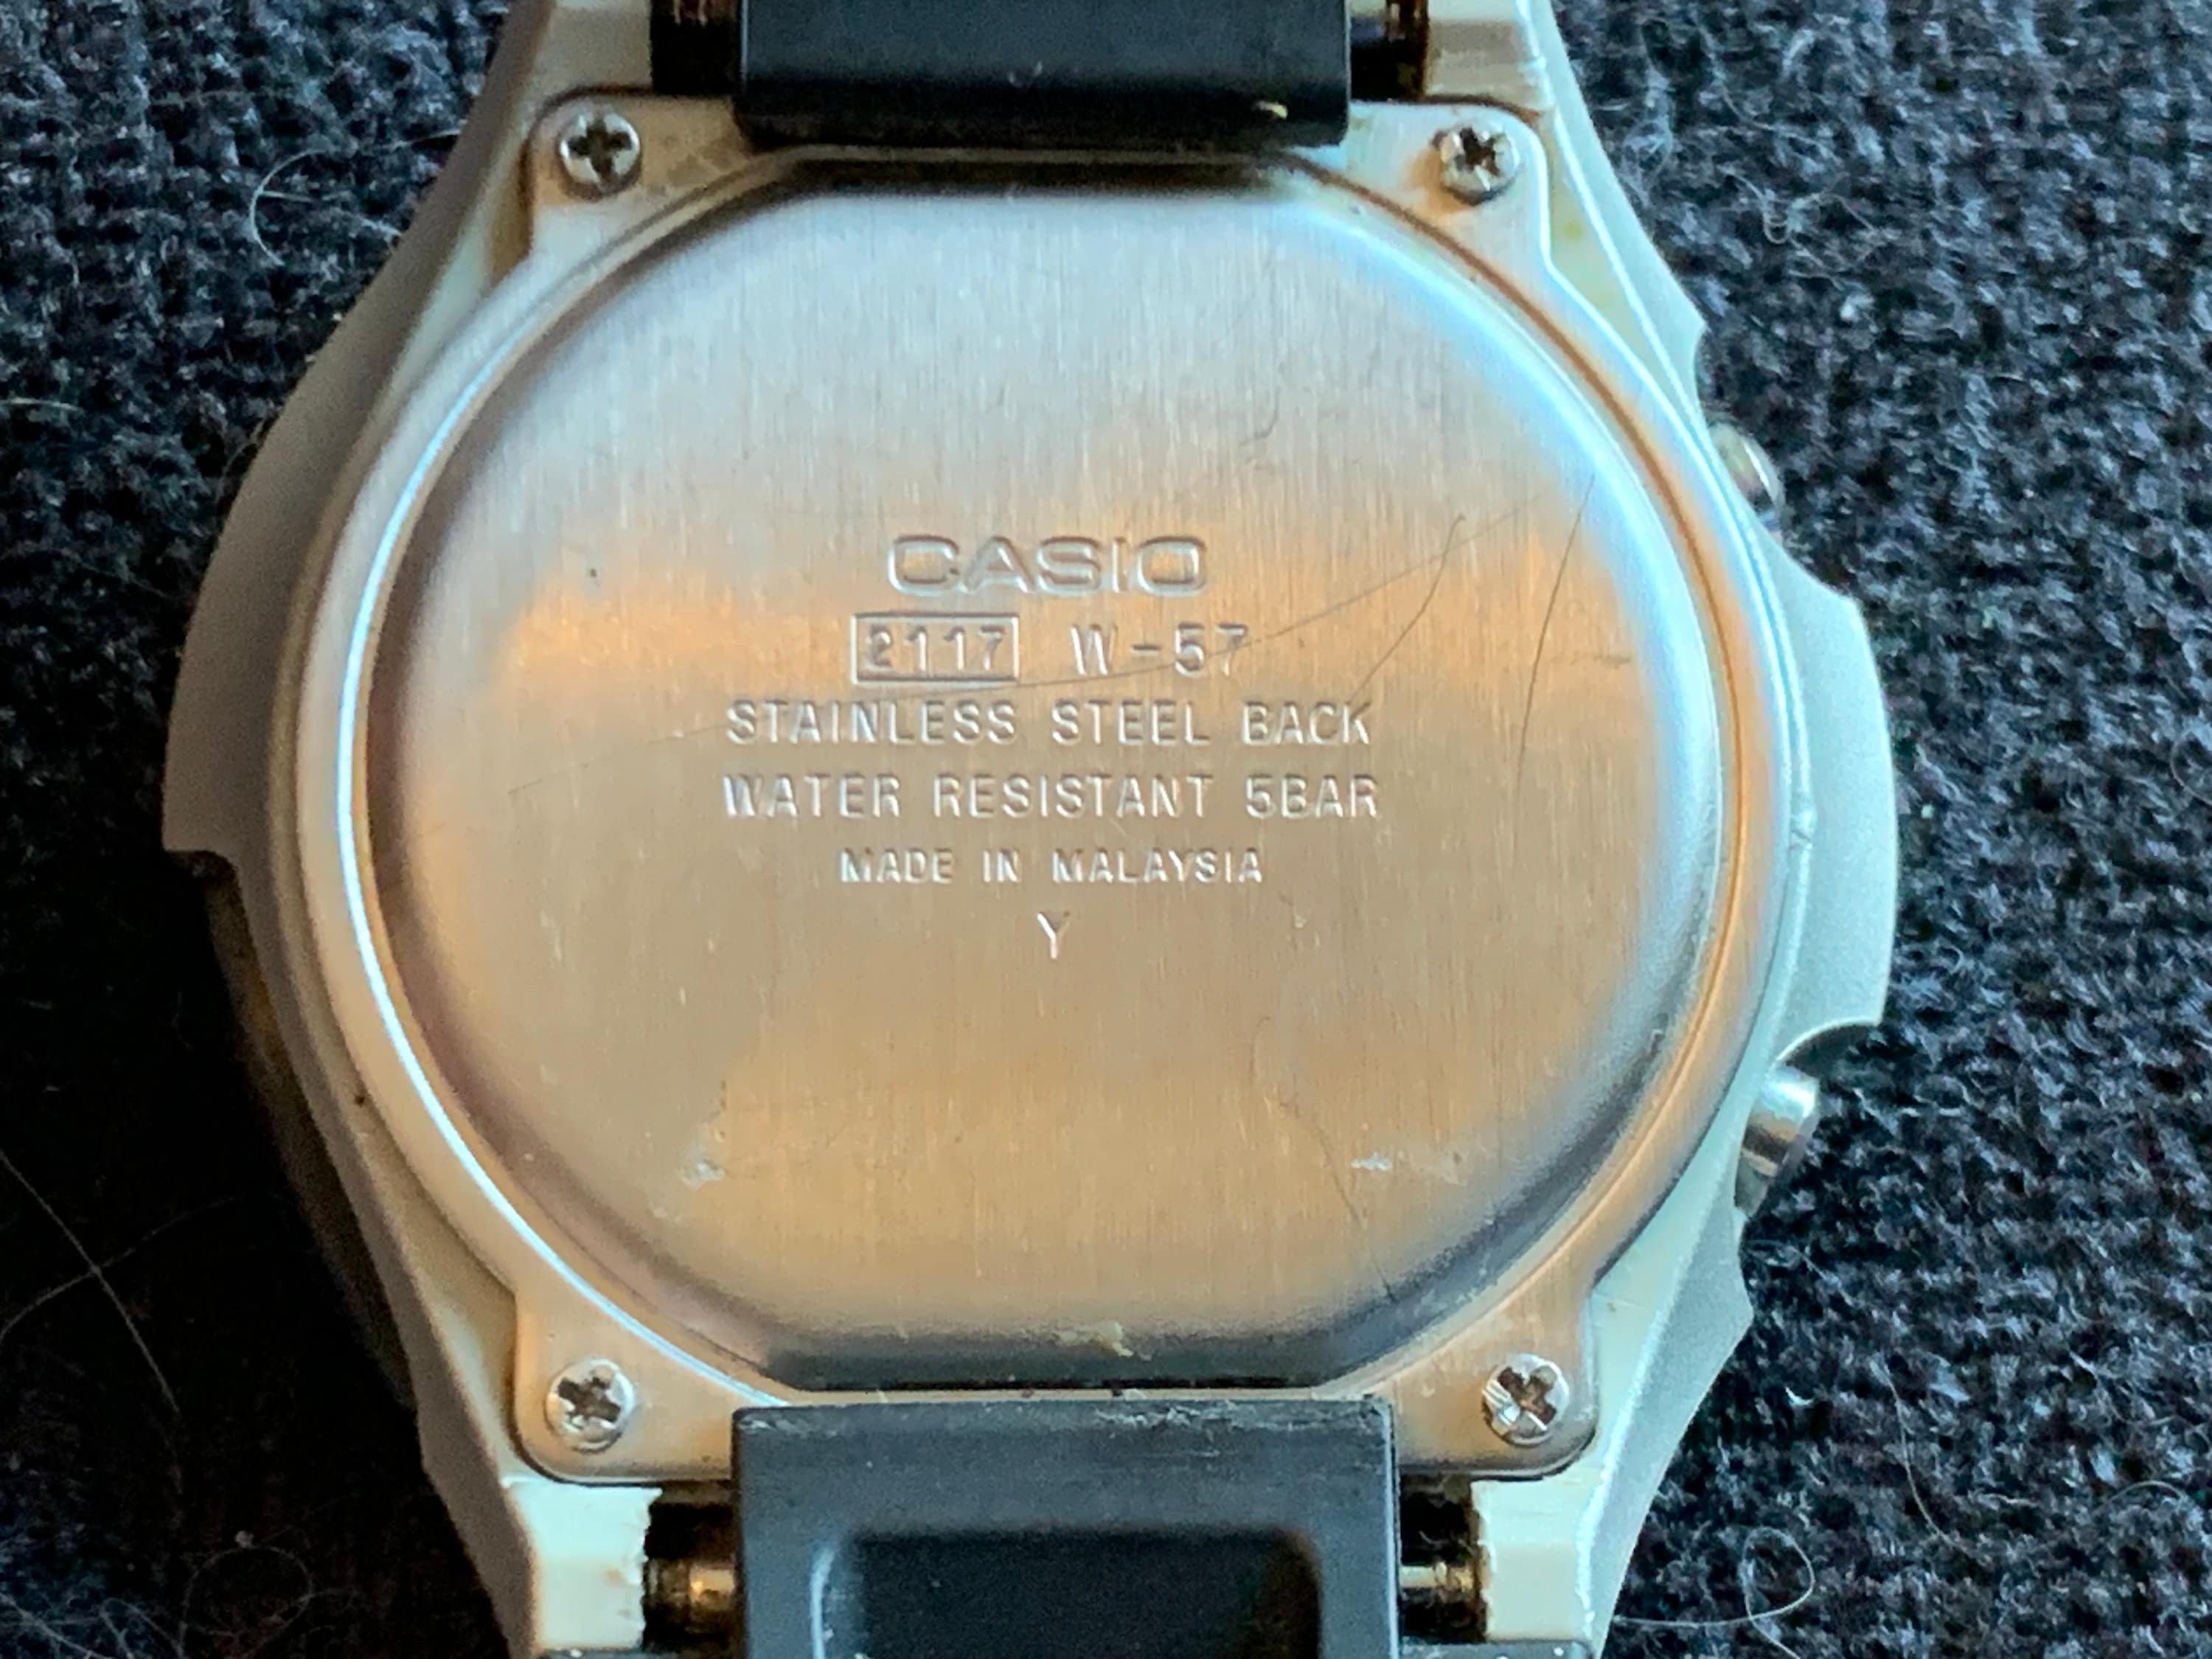 CASIO
2117 W-57
STAINLESS STEEL BACK
WATER RESISTANT 5BAR
MADE IN MALAYSIA
Y